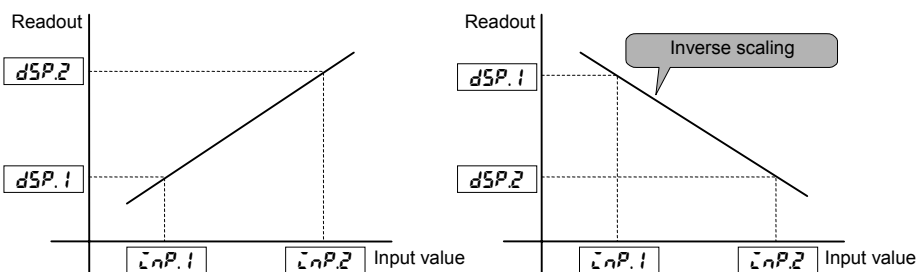 Readout
dSP.2
dSP.1
inP.1
inP.2
Input value
Readout
Inverse scaling
dSP.1
dSP.2
inP.1
inP.2
Input value